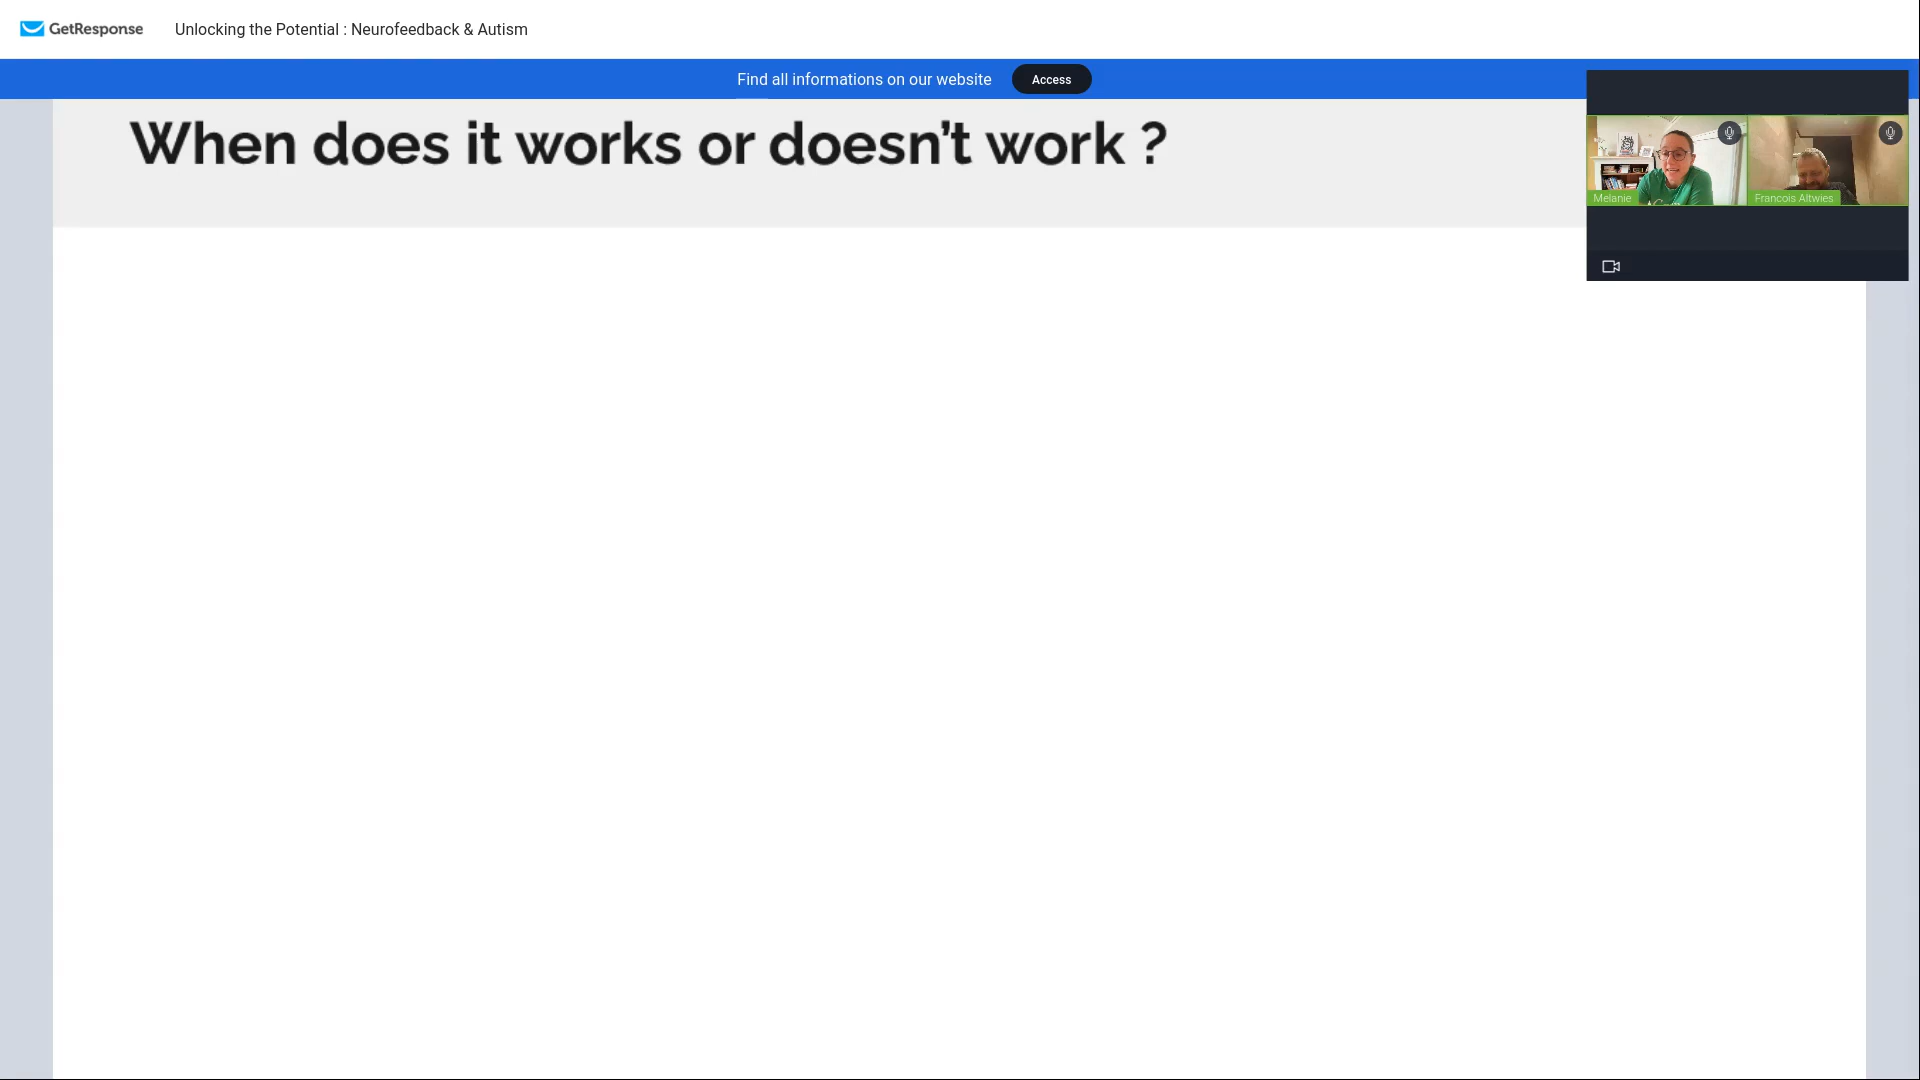 GetResponse
Unlocking the Potential : Neurofeedback & Autism
Find all informations on our website
Access
When does it works or doesn't work ?
Melanie
Francois Altwies